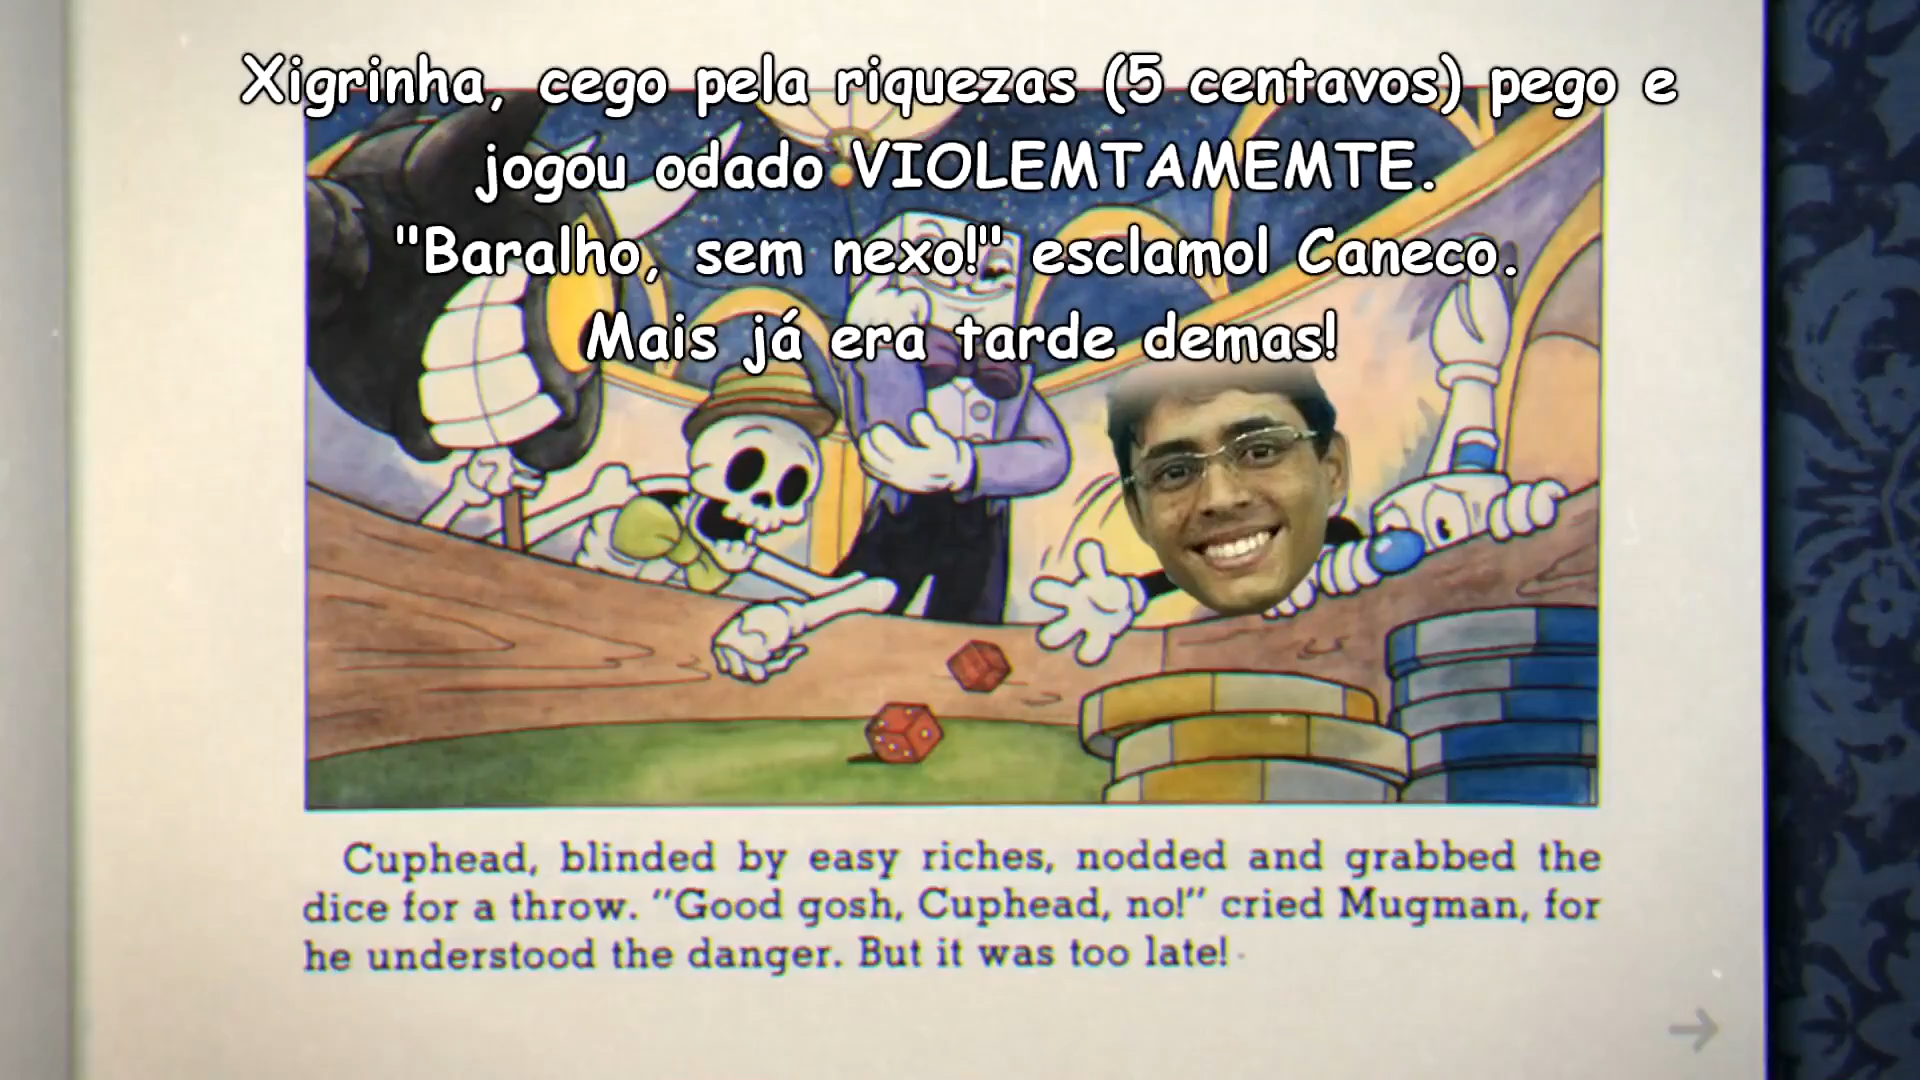 Xigrinha, cego pela riquezas (5 centavos) pego e
jogou odado VIOLEMTAMEMTE.
"Baralho, sem nexo!" esclamol Caneco.
Mais já era tarde demas!
Cuphead, blinded by easy riches, nodded and grabbed the
dice for a throw. "Good gosh, Cuphead, no!" cried Mugman, for
he understood the danger. But it was too late!